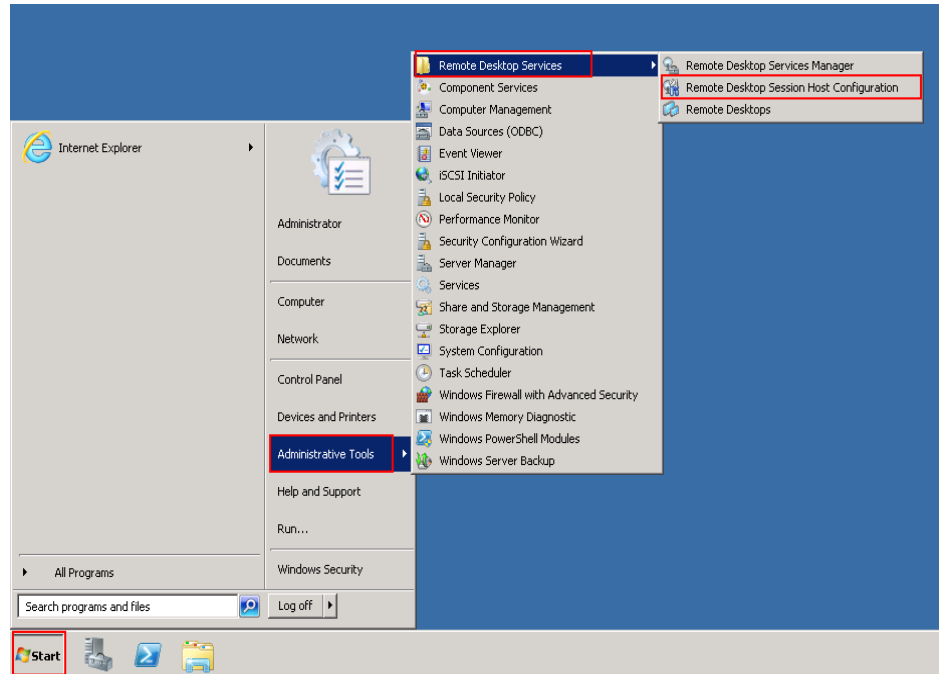 Internet Explorer
All Programs
Search programs and files
Administrator
Documents
Computer
Network
Control Panel
Devices and Printers
Administrative Tools
Help and Support
Run...
Windows Security
Log off
Remote Desktop Services
Component Services
Computer Management
Data Sources (ODBC)
Event Viewer
iSCSI Initiator
Local Security Policy
Performance Monitor
Security Configuration Wizard
Server Manager
Services
Share and Storage Management
Storage Explorer
System Configuration
Task Scheduler
Windows Firewall with Advanced Security
Windows Memory Diagnostic
Windows PowerShell Modules
Windows Server Backup
Remote Desktop Services Manager
Remote Desktop Session Host Configuration
Remote Desktops
Start